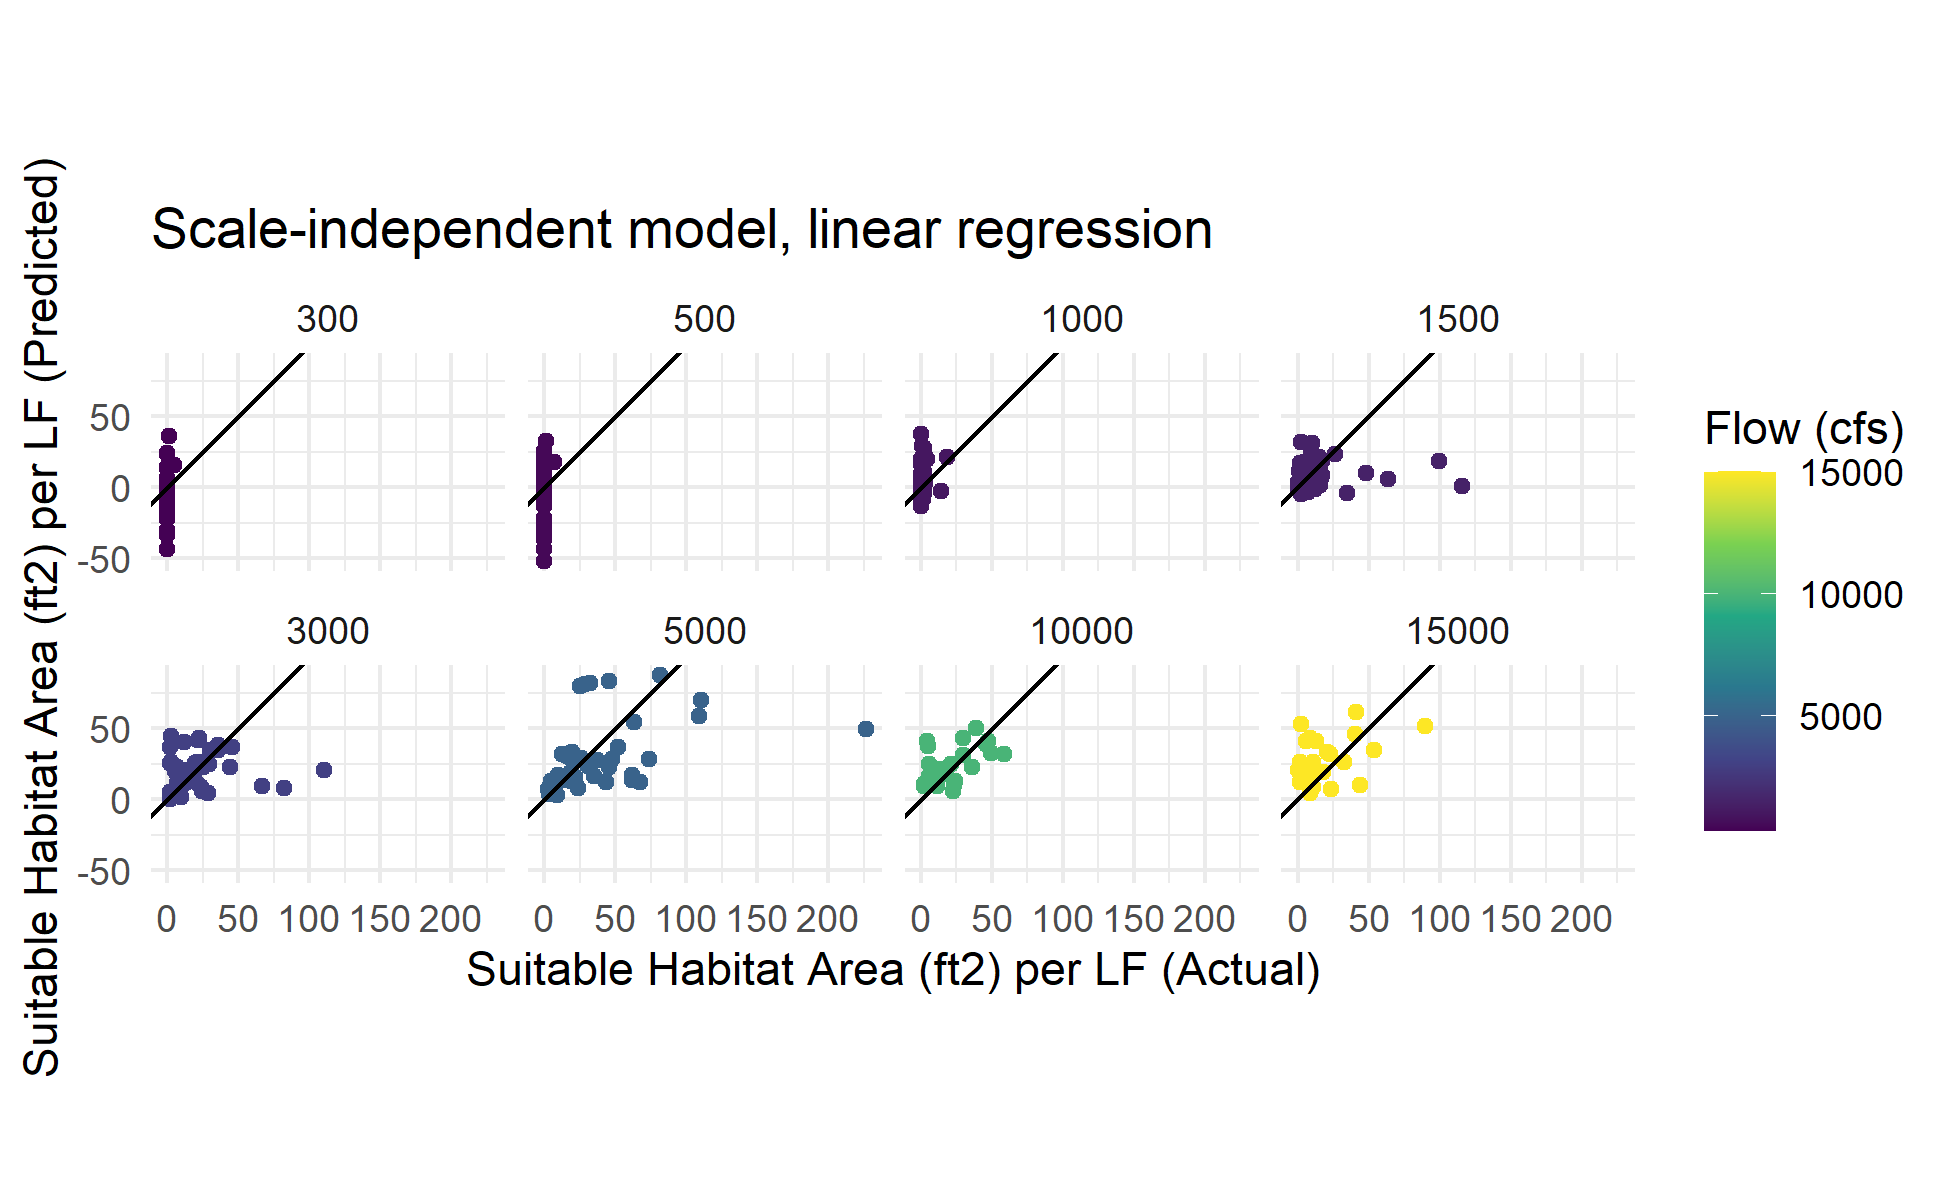 Scale-independent model, linear regression
Suitable Habitat Area (ft2) per LF (Predicted)
300
500
1000
1500
50
0
-50
3000
5000
10000
15000
50
0
-50
0 50 100 150 200
0 50 100 150 200
0 50 100 150 200
0 50 100 150 200
Suitable Habitat Area (ft2) per LF (Actual)
Flow (cfs)
15000
10000
5000